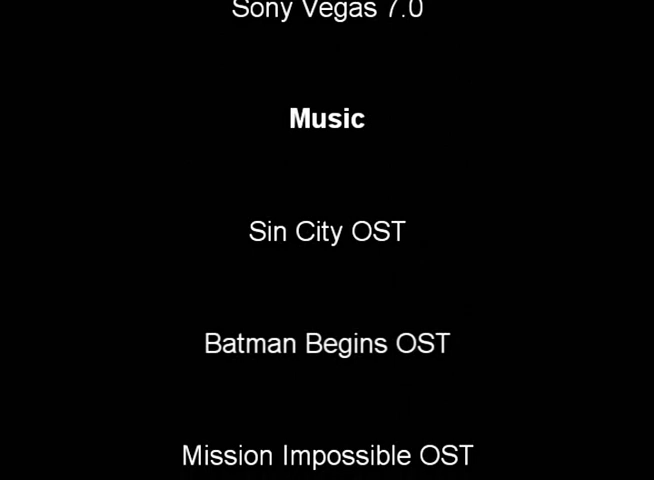 Sony Vegas 7.0
Music
Sin City OST
Batman Begins OST
Mission Impossible OST